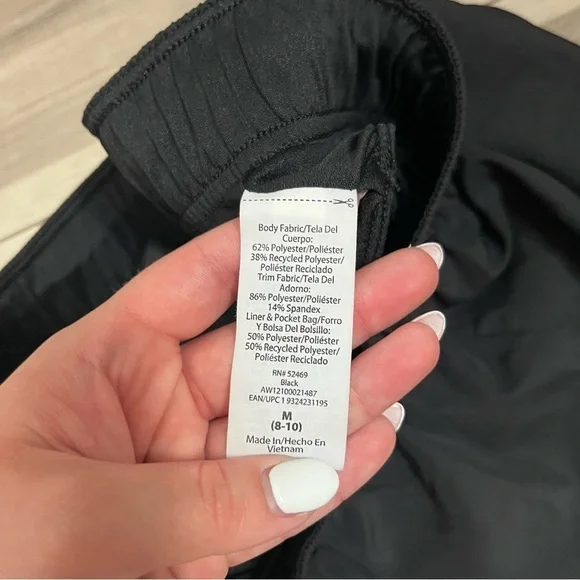 Body Fabric/Tela Del
Cuerpo:
62% Polyester/Poliéster
38% Recycled Polyester/
Poliéster Reciclado
Trim Fabric/Tela Del
Adorno:
86% Polyester/Poliéster
14% Spandex
Liner & Pocket Bag/Forro
Y Bolsa Del Bolsillo:
50% Polyester/Poliéster
50% Recycled Polyester/
Poliéster Reciclado
RN# 52469
Black
AW12100021487
EAN/UPC 1 9324231195
M
(8-10)
Made In/Hecho En
Vietnam